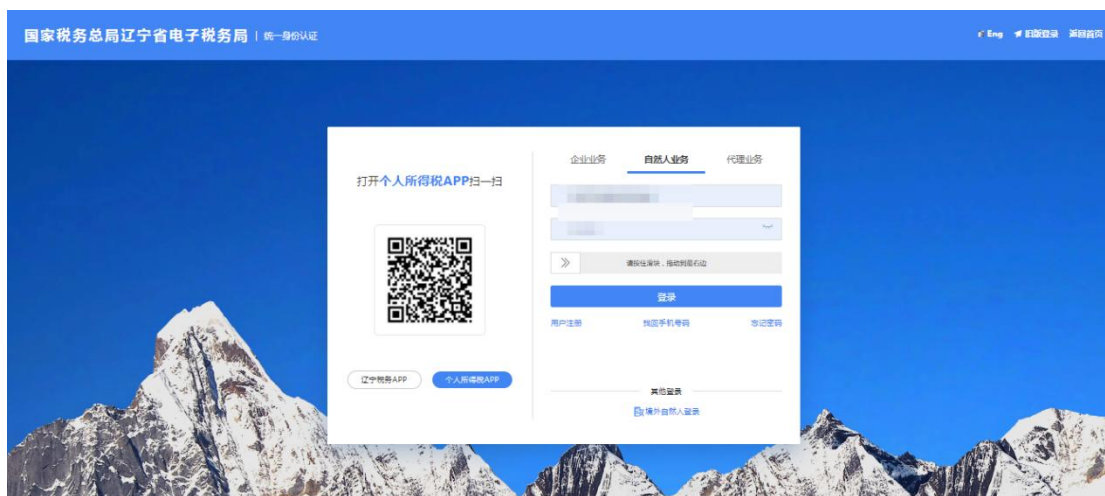 国家税务总局辽宁省电子税务局 | 统一身份认证
Eng 旧版登录 返回首页
企业业务 自然人业务 代理业务
打开个人所得税APP扫一扫
请按住滑块，拖动到最右边
登录
用户注册 找回手机号码 忘记密码
辽宁税务APP 个人所得税APP
其他登录
境外自然人登录